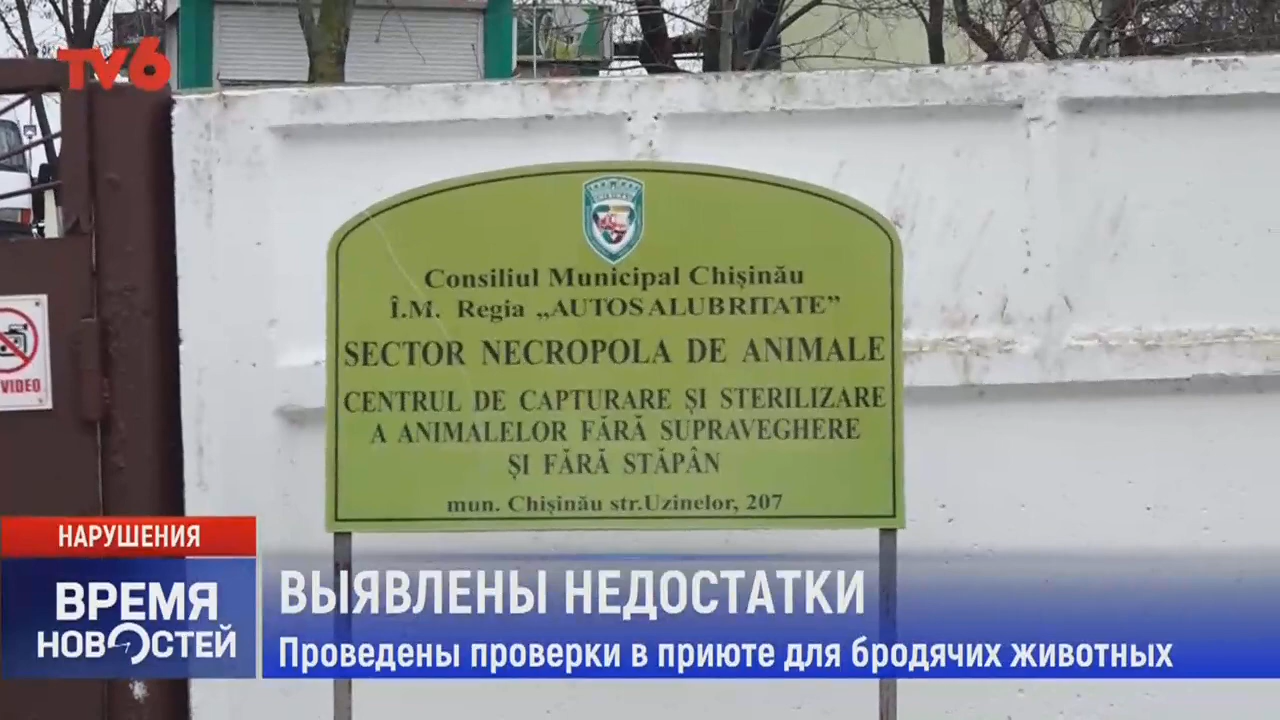 TV6
Consiliul Municipal Chișinău
Î.M. Regia „AUTOSALUBRITATE”
SECTOR NECROPOLA DE ANIMALE
CENTRUL DE CAPTURARE ȘI STERILIZARE
A ANIMALELOR FĂRĂ SUPRAVEGHERE
ȘI FĂRĂ STĂPÂN
mun. Chișinău str.Uzinelor, 207
VIDEO
НАРУШЕНИЯ
ВРЕМЯ
НОВОСТЕЙ
ВЫЯВЛЕНЫ НЕДОСТАТКИ
Проведены проверки в приюте для бродячих животных